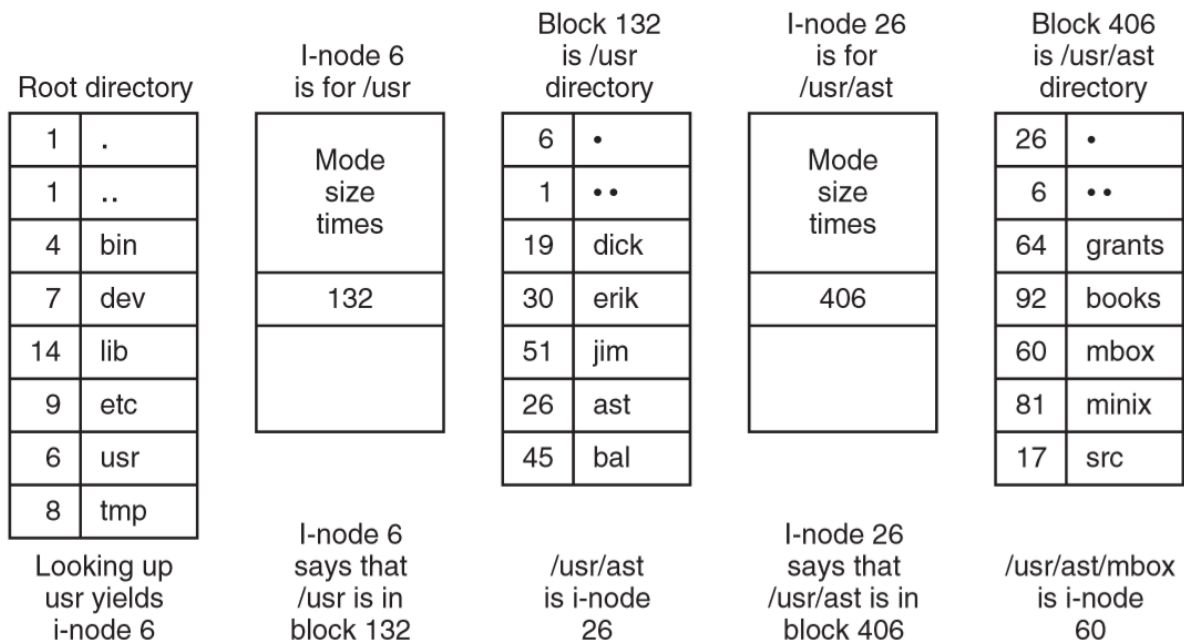 Root directory
1 .
1 ..
4 bin
7 dev
14 lib
9 etc
6 usr
8 tmp
Looking up
usr yields
i-node 6
I-node 6
is for /usr
Mode
size
times
132
I-node 6
says that
/usr is in
block 132
Block 132
is /usr
directory
6 •
1 ••
19 dick
30 erik
51 jim
26 ast
45 bal
/usr/ast
is i-node
26
I-node 26
is for
/usr/ast
Mode
size
times
406
I-node 26
says that
/usr/ast is in
block 406
Block 406
is /usr/ast
directory
26 •
6 ••
64 grants
92 books
60 mbox
81 minix
17 src
/usr/ast/mbox
is i-node
60